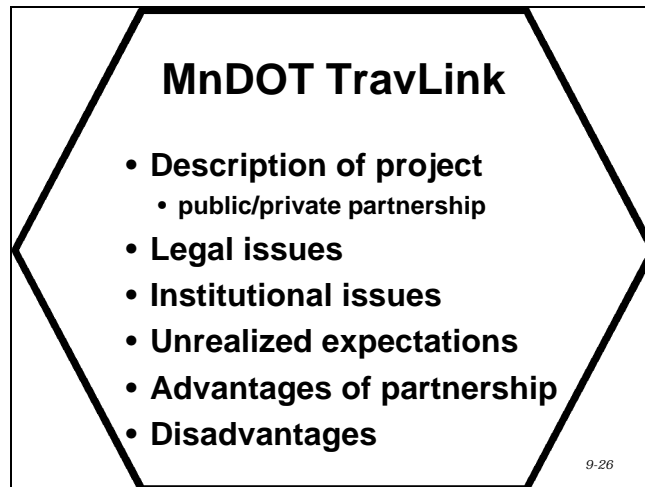 MnDOT TravLink
• Description of project
• public/private partnership
• Legal issues
• Institutional issues
• Unrealized expectations
• Advantages of partnership
• Disadvantages
9-26